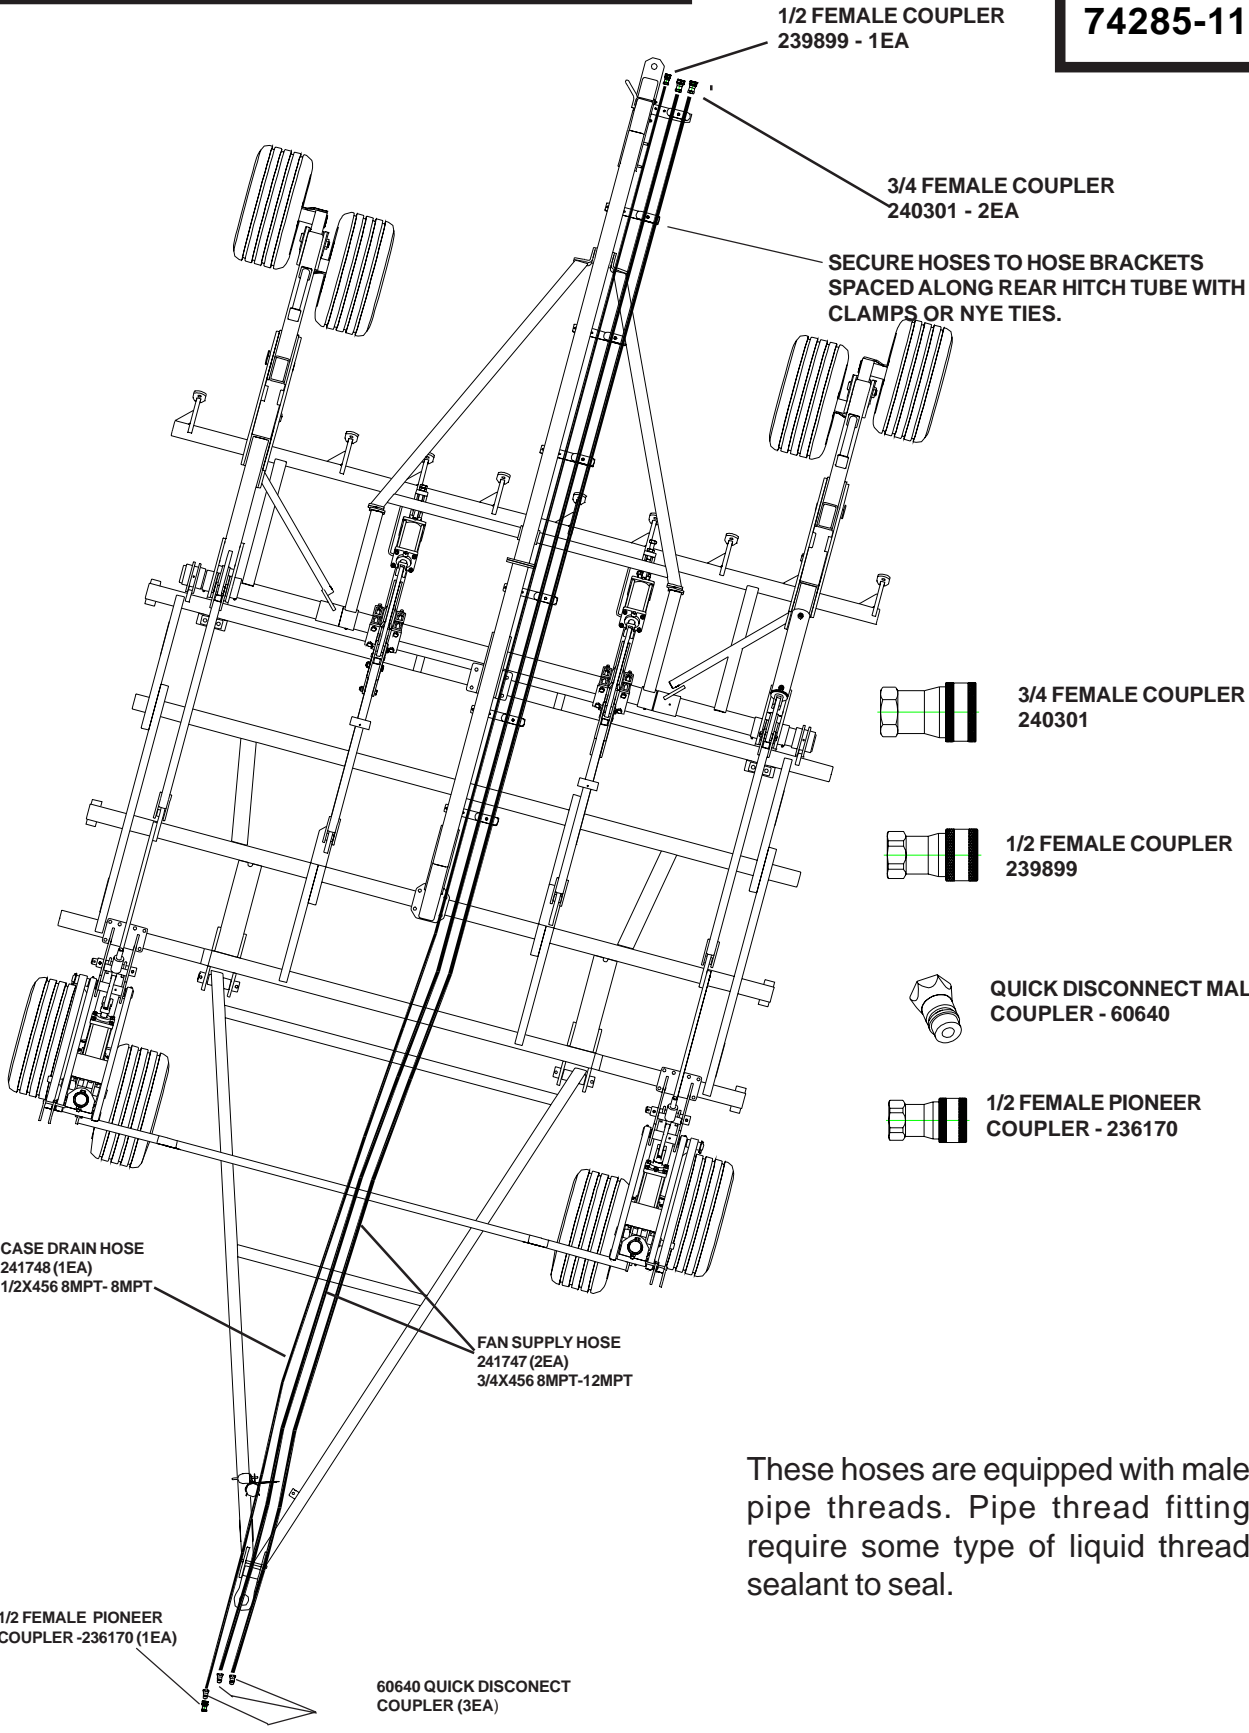 1/2 FEMALE COUPLER
239899 - 1EA
74285-11
3/4 FEMALE COUPLER
240301 - 2EA
SECURE HOSES TO HOSE BRACKETS
SPACED ALONG REAR HITCH TUBE WITH
CLAMPS OR NYE TIES.
3/4 FEMALE COUPLER
240301
1/2 FEMALE COUPLER
239899
QUICK DISCONNECT MAL
COUPLER - 60640
1/2 FEMALE PIONEER
COUPLER - 236170
CASE DRAIN HOSE
241748 (1EA)
1/2X456 8MPT- 8MPT
FAN SUPPLY HOSE
241747 (2EA)
3/4X456 8MPT-12MPT
These hoses are equipped with male
pipe threads. Pipe thread fitting
require some type of liquid thread
sealant to seal.
1/2 FEMALE PIONEER
COUPLER -236170 (1EA)
60640 QUICK DISCONECT
COUPLER (3EA)